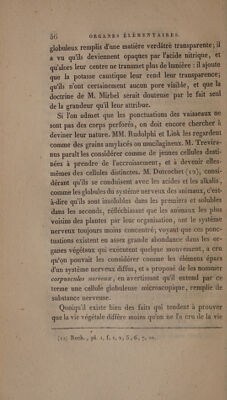 56 ORGANES ÉLÉMENTAIRES.
globuleux remplis d'une matière verdâtre transparente; il
a vu qu'ils deviennent opaques par l'acide nitrique, et
qu'alors leur centre ne transmet plus de lumière : il ajoute
que la potasse caustique leur rend leur transparence;
qu'ils n'ont certainement aucun pore visible, et que la
doctrine de M. Mirbel serait douteuse par le fait seul
de la grandeur qu'il leur attribue.
Si l'on admet que les ponctuations des vaisseaux ne
sont pas des corps perforés, on doit encore chercher à
deviner leur nature. MM. Rudolphi et Link les regardent
comme des grains amylacés ou mucilagineux. M. Trevira-
nus paraît les considérer comme de jeunes cellules desti-
nées à prendre de l'accroissement, et à devenir elles-
mêmes des cellules distinctes. M. Dutrochet (12), consi-
dérant qu'ils se conduisent avec les acides et les alkalis,
comme les globules du système nerveux des animaux, c'est-
à-dire qu'ils sont insolubles dans les premiers et solubles
dans les seconds, réfléchissant que les animaux les plus
voisins des plantes par leur organisation, ont le système
nerveux toujours moins concentré; voyant que ces ponc-
tuations existent en assez grande abondance dans les or-
ganes végétaux qui exécutent quelque mouvement, a cru
qu'on pouvait les considérer comme les élémens épars
d'un système nerveux diffus, et a proposé de les nommer
corpuscules nerveux, en avertissant qu'il entend par ce
terme une cellule globuleuse microscopique, remplie de
substance nerveuse.
Quoiqu'il existe bien des faits qui tendent à prouver
que la vie végétale diffère moins qu'on ne l'a cru de la vie
(12) Rech., pl. 1, f. 1, 2, 5, 6, 7, 10.